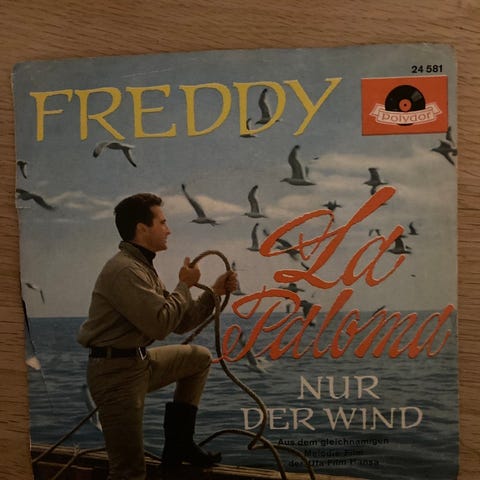 24 581
FREDDY
Polydor
La
Paloma
NUR
DER WIND
Aus dem gleichnamigen
Melodie-Film
der Ufa Film Hansa